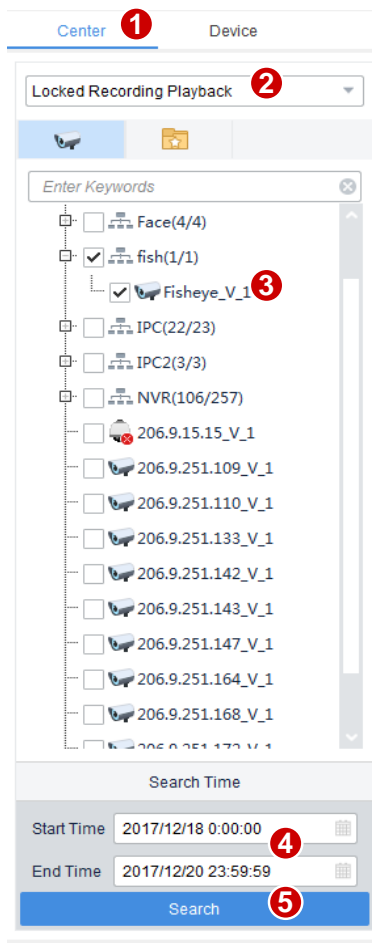 Center 1 Device
Locked Recording Playback 2
Enter Keywords
Face(4/4)
fish(1/1)
Fisheye_V_1 3
IPC(22/23)
IPC2(3/3)
NVR(106/257)
206.9.15.15_V_1
206.9.251.109_V_1
206.9.251.110_V_1
206.9.251.133_V_1
206.9.251.142_V_1
206.9.251.143_V_1
206.9.251.147_V_1
206.9.251.164_V_1
206.9.251.168_V_1
206.9.251.172_V_1
Search Time
Start Time 2017/12/18 0:00:00 4
End Time 2017/12/20 23:59:59
Search 5